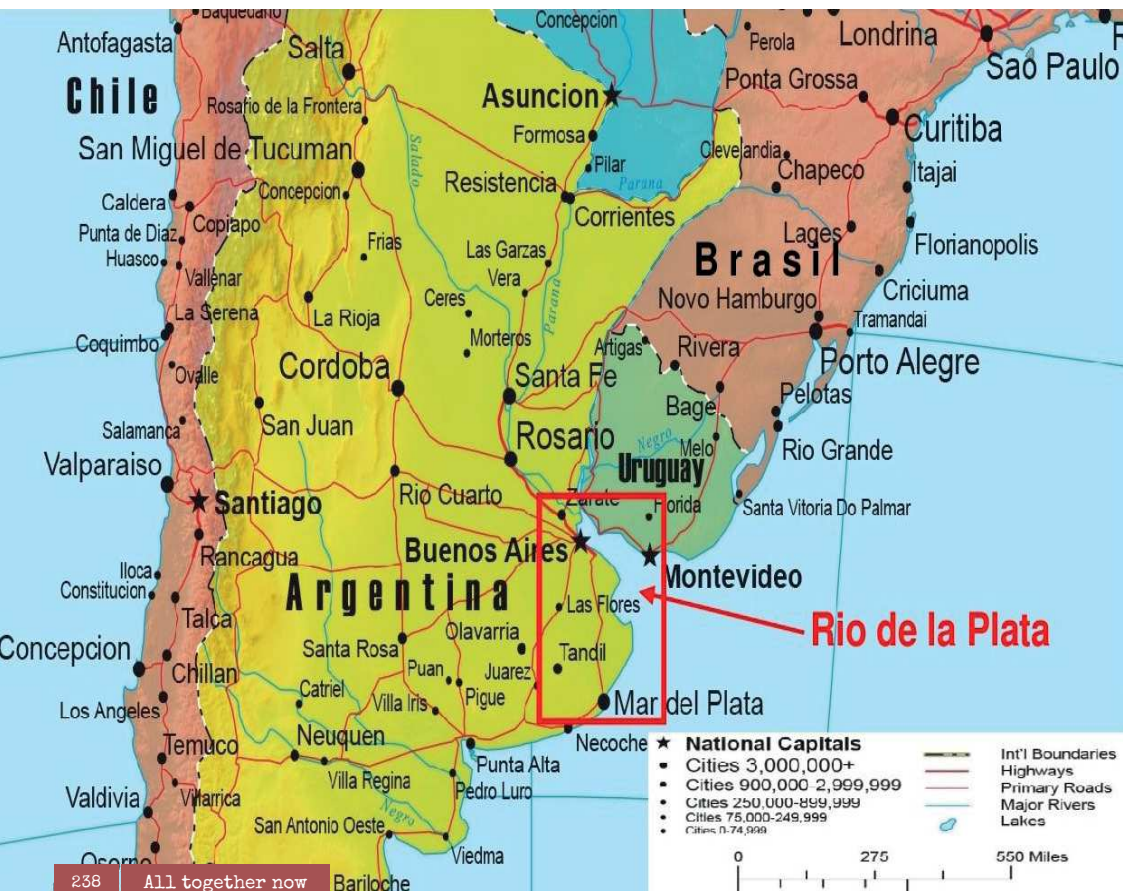 Baquedano
Antofagasta
Salta
Chile
Rosario de la Frontera
San Miguel de Tucuman
Concepcion
Caldera
Copiapo
Punta de Diaz
Huasco
Vallenar
La Serena
Coquimbo
Ovalle
Salamanca
Valparaiso
Santiago
Rancagua
Iloca
Constitucion
Talca
Concepcion
Chillan
Los Angeles
Temuco
Villarrica
Valdivia
Osorno
Concepcion
Asuncion
Formosa
Pilar
Salado
Parana
Resistencia
Corrientes
Frias
Las Garzas
Vera
Ceres
Parana
Morteros
La Rioja
Cordoba
Santa Fe
San Juan
Rosario
Rio Cuarto
Zarate
Buenos Aires
Argentina
Las Flores
Olavarria
Santa Rosa
Tandil
Puan
Juarez
Pigue
Catriel
Villa Iris
Mar del Plata
Neuquen
Necoche
Punta Alta
Villa Regina
Pedro Luro
Negro
San Antonio Oeste
Viedma
Bariloche
Perola
Londrina
Sao Paulo
Ponta Grossa
Curitiba
Clevelandia
Chapeco
Itajai
Lages
Florianopolis
Brasil
Criciuma
Novo Hamburgo
Tramandai
Artigas
Rivera
Porto Alegre
Bage
Pelotas
Negro
Melo
Rio Grande
Uruguay
Florida
Santa Vitoria Do Palmar
Montevideo
Rio de la Plata
National Capitals
Cities 3,000,000+
Cities 900,000-2,999,999
Cities 250,000-899,999
Cities 75,000-249,999
Cities 0-74,999
Int'l Boundaries
Highways
Primary Roads
Major Rivers
Lakes
0 275 550 Miles
238 All together now